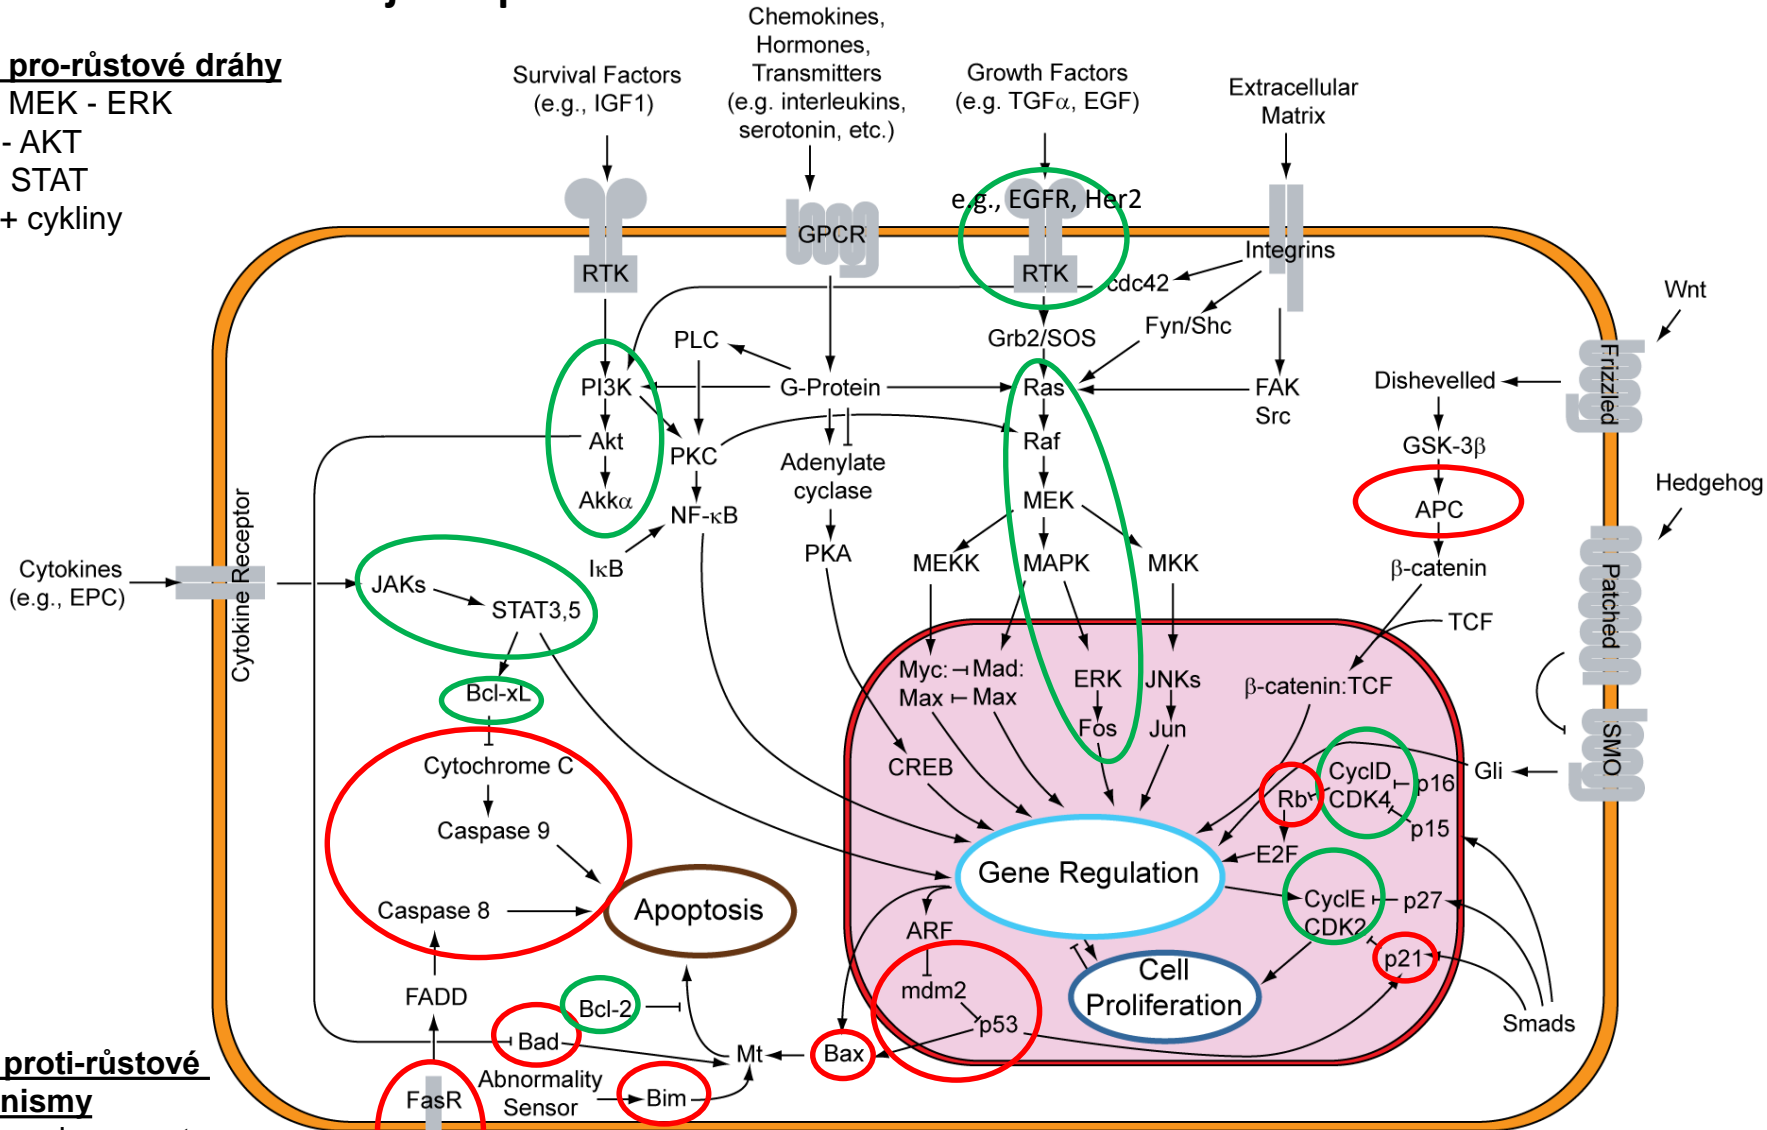 pro-růstové dráhy
MEK - ERK
- AKT
STAT
+ cykliny
Survival Factors
(e.g., IGF1)
Chemokines,
Hormones,
Transmitters
(e.g. interleukins,
serotonin, etc.)
Growth Factors
(e.g. TGFα, EGF)
Extracellular
Matrix
e.g., EGFR, Her2
GPCR
RTK
RTK
Integrins
cdc42
Wnt
Grb2/SOS
Fyn/Shc
PLC
Frizzled
PI3K
G-Protein
Ras
FAK
Src
Dishevelled
Akt
Raf
GSK-3β
PKC
Adenylate
cyclase
Hedgehog
Akkα
MEK
APC
NF-κB
Cytokine Receptor
PKA
MEKK
MAPK
MKK
β-catenin
IκB
Cytokines
(e.g., EPC)
JAKs
STAT3,5
Patched
TCF
Myc:
Mad:
Max
Max
ERK
JNKs
β-catenin:TCF
Bcl-xL
Fos
Jun
SMO
Cytochrome C
CREB
CyclD
CDK4
p16
Gli
Rb
p15
Caspase 9
E2F
Gene Regulation
Caspase 8
Apoptosis
CyclE
CDK2
p27
ARF
p21
Cell
Proliferation
FADD
Bcl-2
mdm2
p53
Smads
Bad
Mt
Bax
proti-růstové
nismy
Abnormality
Sensor
Bim
FasR